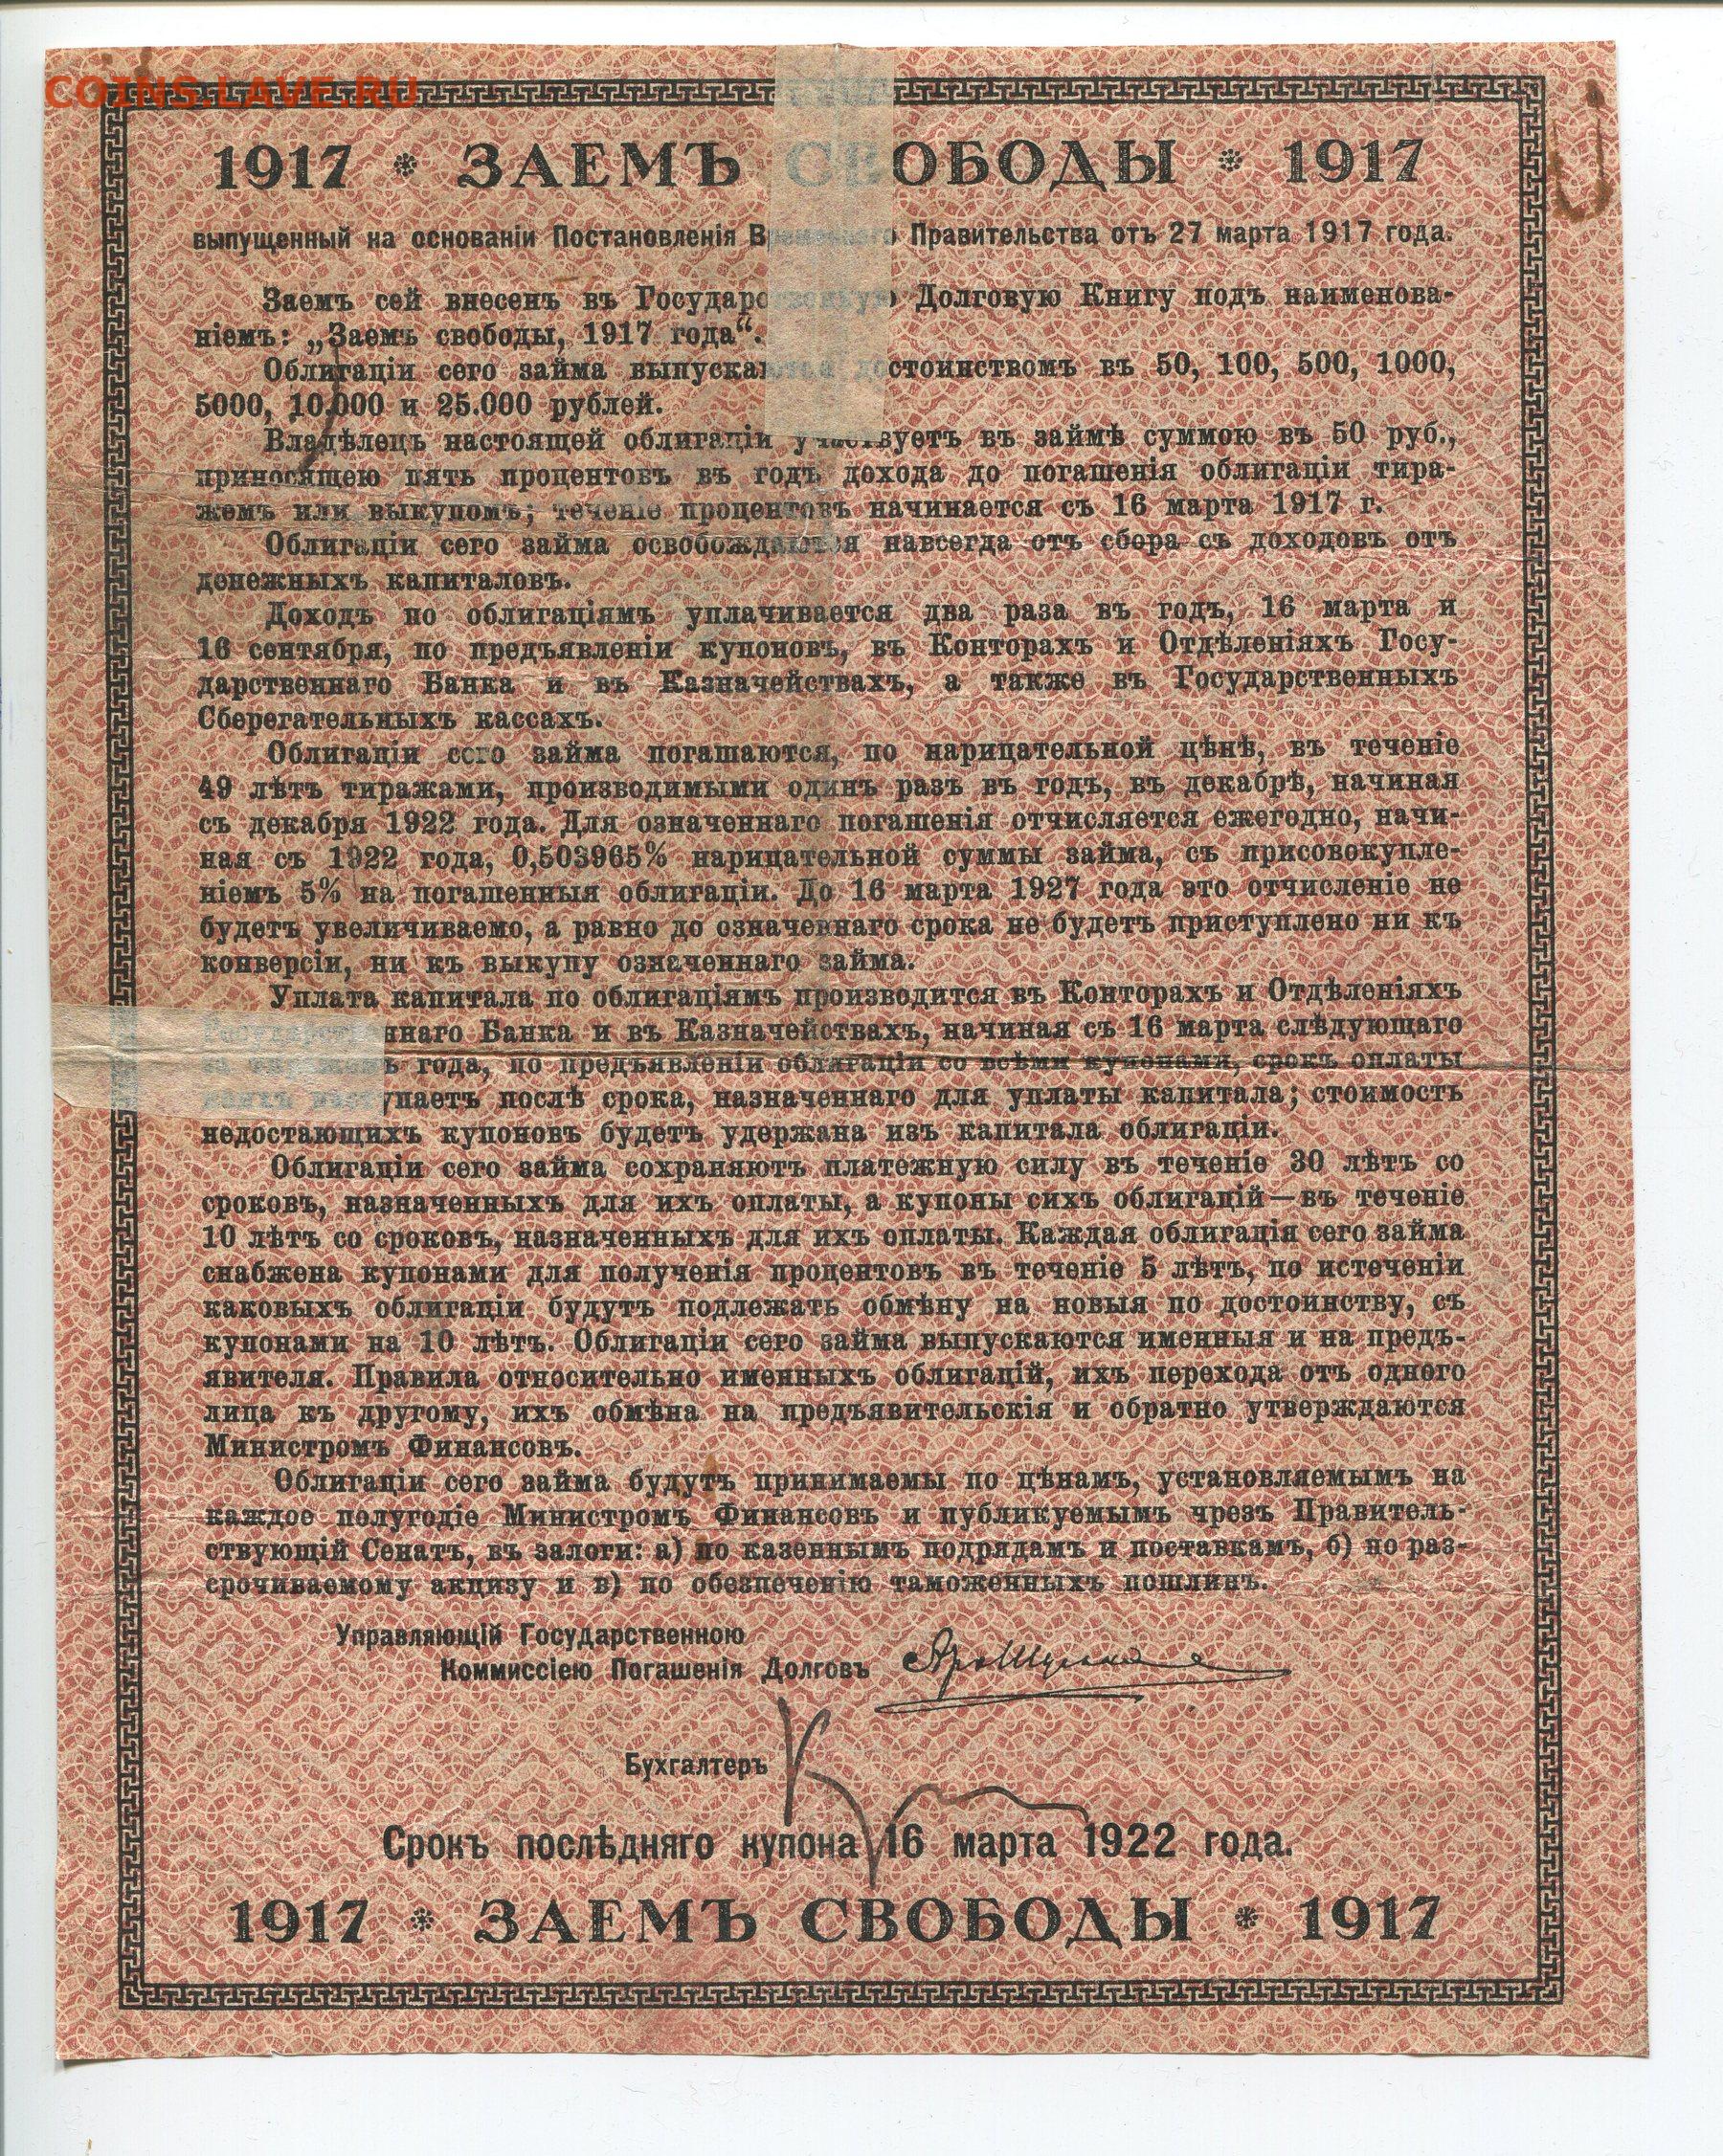 COINS.LAVE.RU
1917 * ЗАЕМЪ СВОБОДЫ * 1917
выпущенный на основаніи Постановленія Временнаго Правительства отъ 27 марта 1917 года.
Заемъ сей внесенъ въ Государственную Долговую Книгу подъ наименова-
ніемъ: „Заемъ свободы, 1917 года“.
Облигаціи сего займа выпускаются достоинствомъ въ 50, 100, 500, 1000,
5000, 10.000 и 25.000 рублей.
Владѣлецъ настоящей облигаціи участвуетъ въ займѣ суммою въ 50 руб.,
приносящею пять процентовъ въ годъ дохода до погашенія облигаціи тира-
жемъ или выкупомъ; теченіе процентовъ начинается съ 16 марта 1917 г.
Облигаціи сего займа освобождаются навсегда отъ сбора съ доходовъ отъ
денежныхъ капиталовъ.
Доходъ по облигаціямъ уплачивается два раза въ годъ, 16 марта и
16 сентября, по предъявленіи купоновъ, въ Конторахъ и Отдѣленіяхъ Госу-
дарственнаго Банка и въ Казначействахъ, а также въ Государственныхъ
Сберегательныхъ кассахъ.
Облигаціи сего займа погашаются, по нарицательной цѣнѣ, въ теченіе
49 лѣтъ тиражами, производимыми одинъ разъ въ годъ, въ декабрѣ, начиная
съ декабря 1922 года. Для означеннаго погашенія отчисляется ежегодно, начи-
ная съ 1922 года, 0,503965% нарицательной суммы займа, съ присовокупле-
ніемъ 5% на погашенныя облигаціи. До 16 марта 1927 года это отчисленіе не
будетъ увеличиваемо, а равно до означеннаго срока не будетъ приступлено ни къ
конверсіи, ни къ выкупу означеннаго займа.
Уплата капитала по облигаціямъ производится въ Конторахъ и Отдѣленіяхъ
Государственнаго Банка и въ Казначействахъ, начиная съ 16 марта слѣдующаго
за тиражемъ года, по предъявленіи облигаціи со всѣми купонами, срокъ оплаты
коихъ наступаетъ послѣ срока, назначеннаго для уплаты капитала; стоимость
недостающихъ купоновъ будетъ удержана изъ капитала облигаціи.
Облигаціи сего займа сохраняютъ платежную силу въ теченіе 30 лѣтъ со
сроковъ, назначенныхъ для ихъ оплаты, а купоны сихъ облигацій—въ теченіе
10 лѣтъ со сроковъ, назначенныхъ для ихъ оплаты. Каждая облигація сего займа
снабжена купонами для полученія процентовъ въ теченіе 5 лѣтъ, по истеченіи
каковыхъ облигаціи будутъ подлежать обмѣну на новыя по достоинству, съ
купонами на 10 лѣтъ. Облигаціи сего займа выпускаются именныя и на предъ-
явителя. Правила относительно именныхъ облигацій, ихъ перехода отъ одного
лица къ другому, ихъ обмѣна на предъявительскія и обратно утверждаются
Министромъ Финансовъ.
Облигаціи сего займа будутъ принимаемы по цѣнамъ, установляемымъ на
каждое полугодіе Министромъ Финансовъ и публикуемымъ чрезъ Правитель-
ствующій Сенатъ, въ залоги: а) по казеннымъ подрядамъ и поставкамъ, б) по раз-
срочиваемому акцизу и в) по обезпеченію таможенныхъ пошлинъ.
Управляющій Государственною
Коммиссіею Погашенія Долговъ
Бухгалтеръ
Срокъ послѣдняго купона 16 марта 1922 года.
1917 * ЗАЕМЪ СВОБОДЫ * 1917